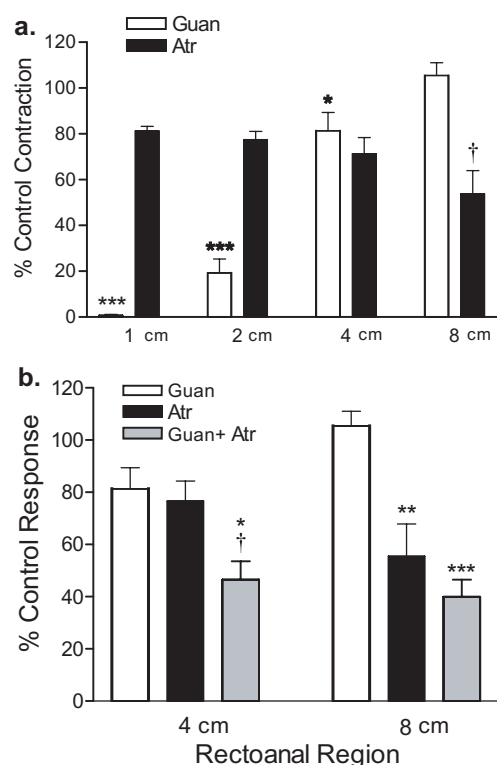 a.
Guan
Atr
% Control Contraction
120
100
80
60
40
20
0
***
***
*
†
1 cm
2 cm
4 cm
8 cm
b.
Guan
Atr
Guan+ Atr
% Control Response
120
100
80
60
40
20
0
*
†
**
***
4 cm
8 cm
Rectoanal Region